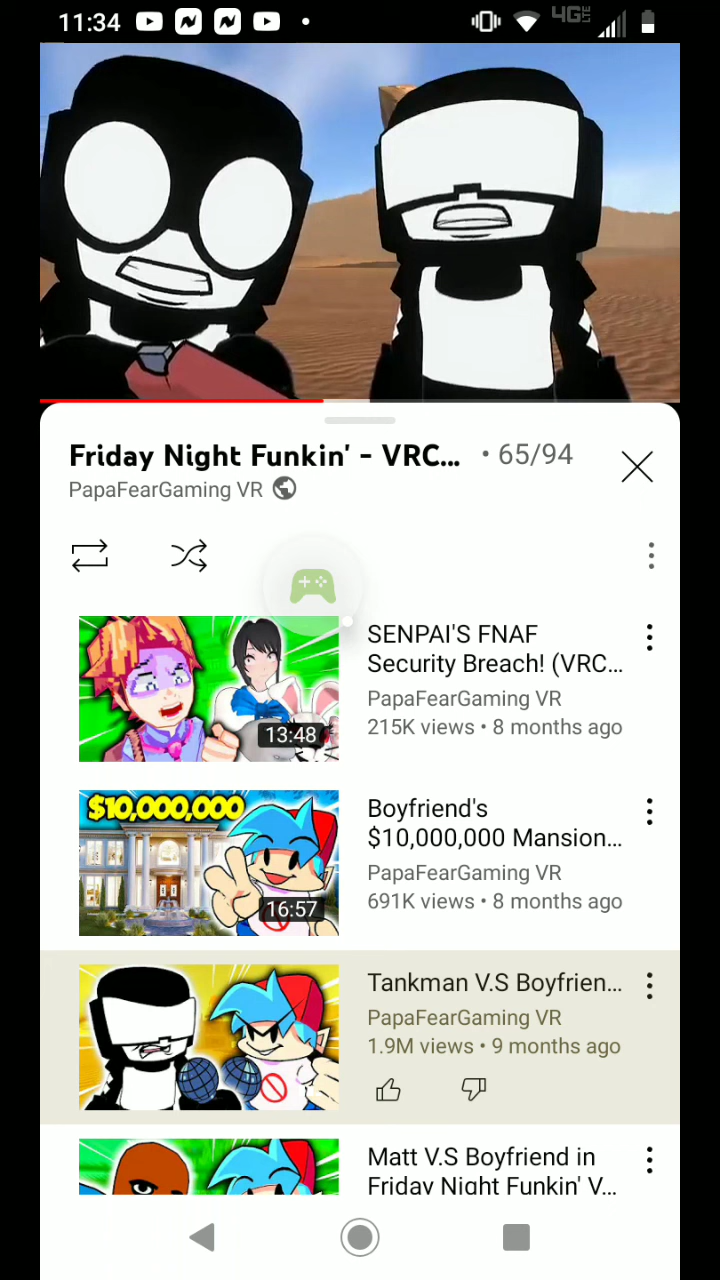 11:34
4G LTE
Friday Night Funkin' - VRC... • 65/94
PapaFearGaming VR
SENPAI'S FNAF
Security Breach! (VRC...
PapaFearGaming VR
215K views • 8 months ago
13:48
$10,000,000
Boyfriend's
$10,000,000 Mansion...
PapaFearGaming VR
691K views • 8 months ago
16:57
Tankman V.S Boyfrien...
PapaFearGaming VR
1.9M views • 9 months ago
Matt V.S Boyfriend in
Friday Night Funkin' V...